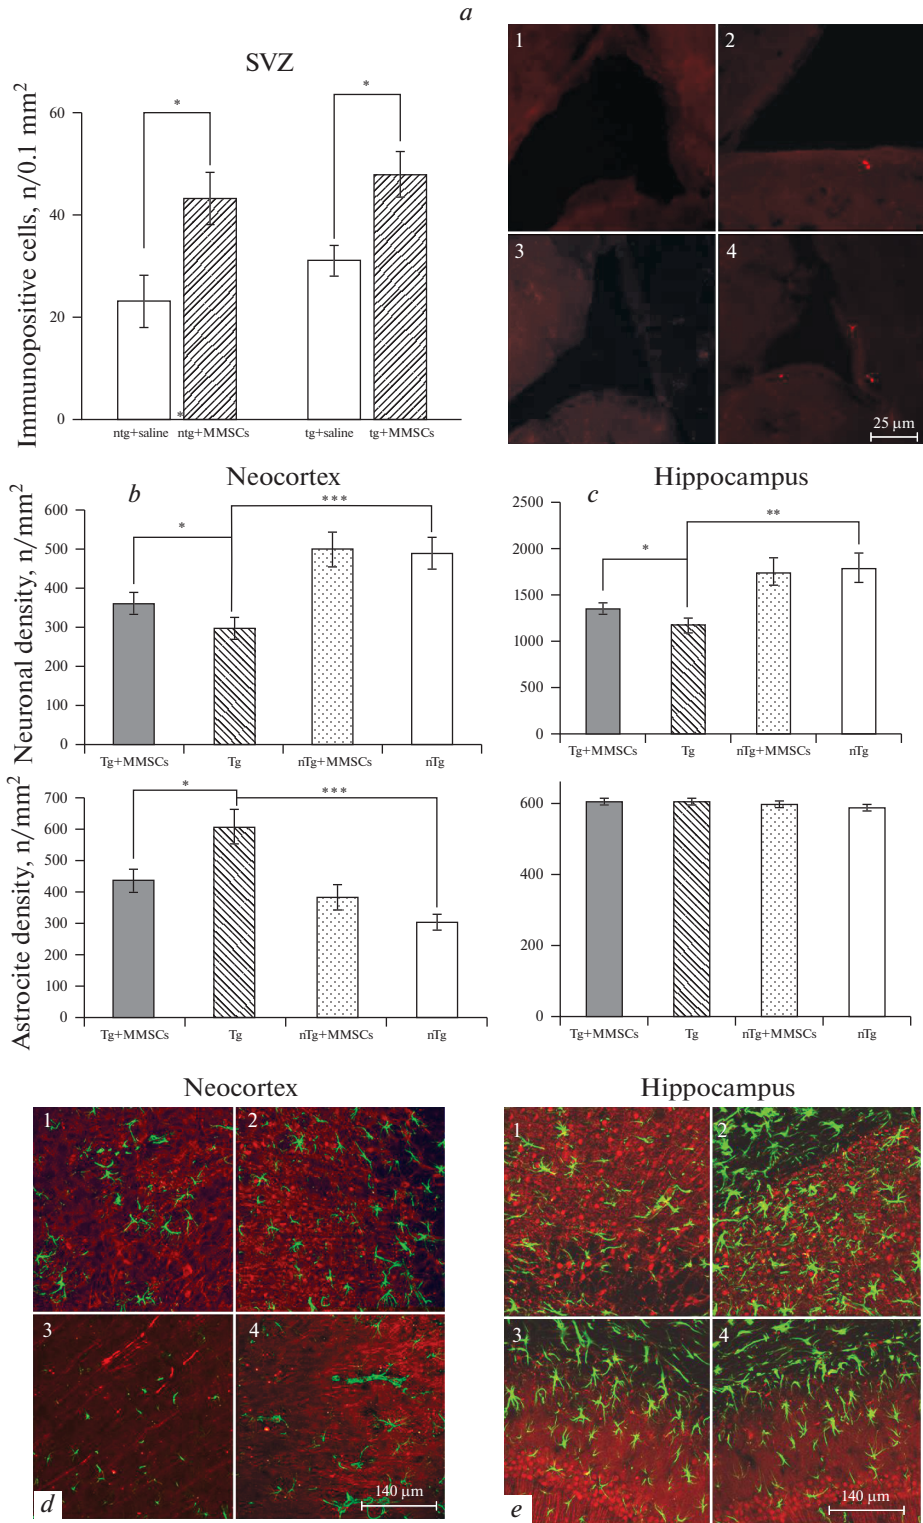 a
SVZ
Immunopositive cells, n/0.1 mm²
60
40
20
0
*
*
*
ntg+saline
ntg+MMSCs
tg+saline
tg+MMSCs
1
2
3
4
25 µm
Neocortex
b
Neuronal density, n/mm²
600
500
400
300
200
100
0
*
***
Tg+MMSCs
Tg
nTg+MMSCs
nTg
Hippocampus
c
2500
2000
1500
1000
500
0
*
**
Tg+MMSCs
Tg
nTg+MMSCs
nTg
Astrocite density, n/mm²
700
600
500
400
300
200
100
0
*
***
Tg+MMSCs
Tg
nTg+MMSCs
nTg
600
400
200
0
Tg+MMSCs
Tg
nTg+MMSCs
nTg
Neocortex
1
2
3
4
140 µm
d
Hippocampus
1
2
3
4
140 µm
e